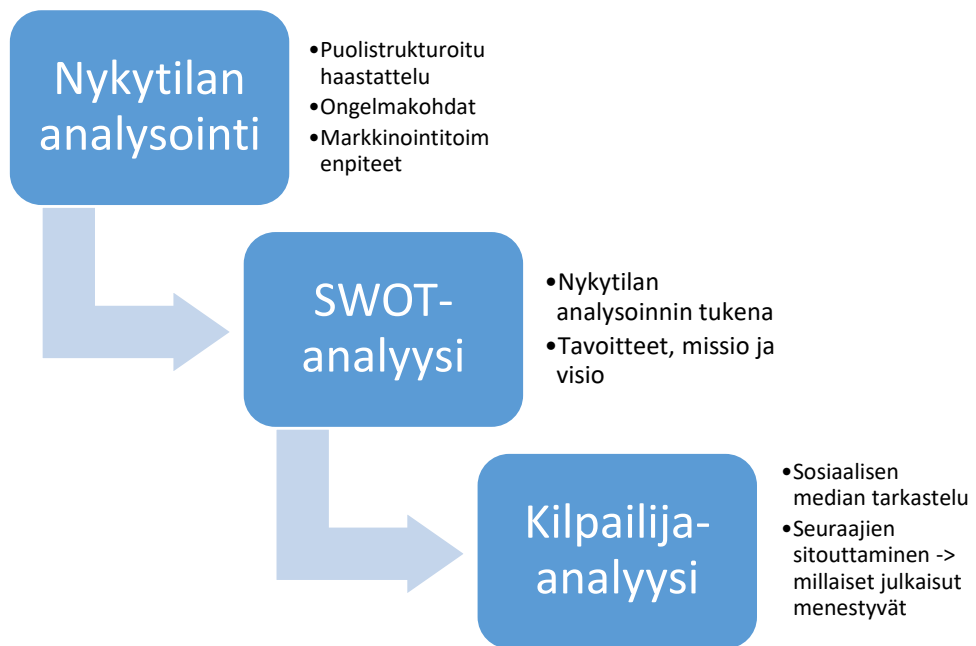 Nykytilan
analysointi
•Puolistrukturoitu
haastattelu
•Ongelmakohdat
•Markkinointitoim
enpiteet
SWOT-
analyysi
•Nykytilan
analysoinnin tukena
•Tavoitteet, missio ja
visio
Kilpailija-
analyysi
•Sosiaalisen
median tarkastelu
•Seuraajien
sitouttaminen ->
millaiset julkaisut
menestyvät